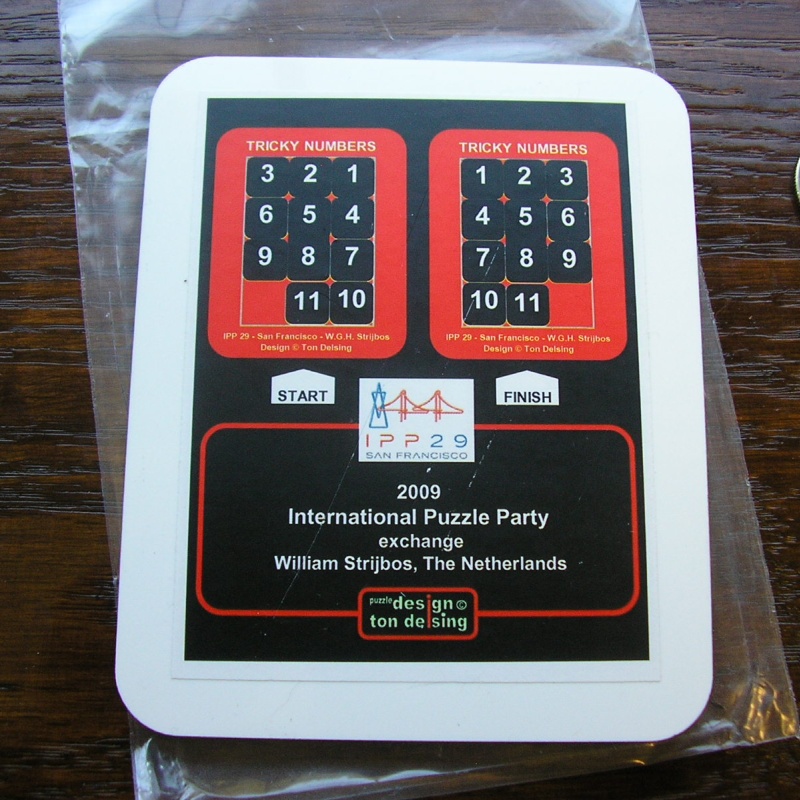 TRICKY NUMBERS
3 2 1
6 5 4
9 8 7
11 10
IPP 29 - San Francisco - W.G.H. Strijbos
Design © Ton Delsing
START
TRICKY NUMBERS
1 2 3
4 5 6
7 8 9
10 11
IPP 29 - San Francisco - W.G.H. Strijbos
Design © Ton Delsing
FINISH
IPP29
SAN FRANCISCO
2009
International Puzzle Party
exchange
William Strijbos, The Netherlands
puzzle design ©
ton delsing